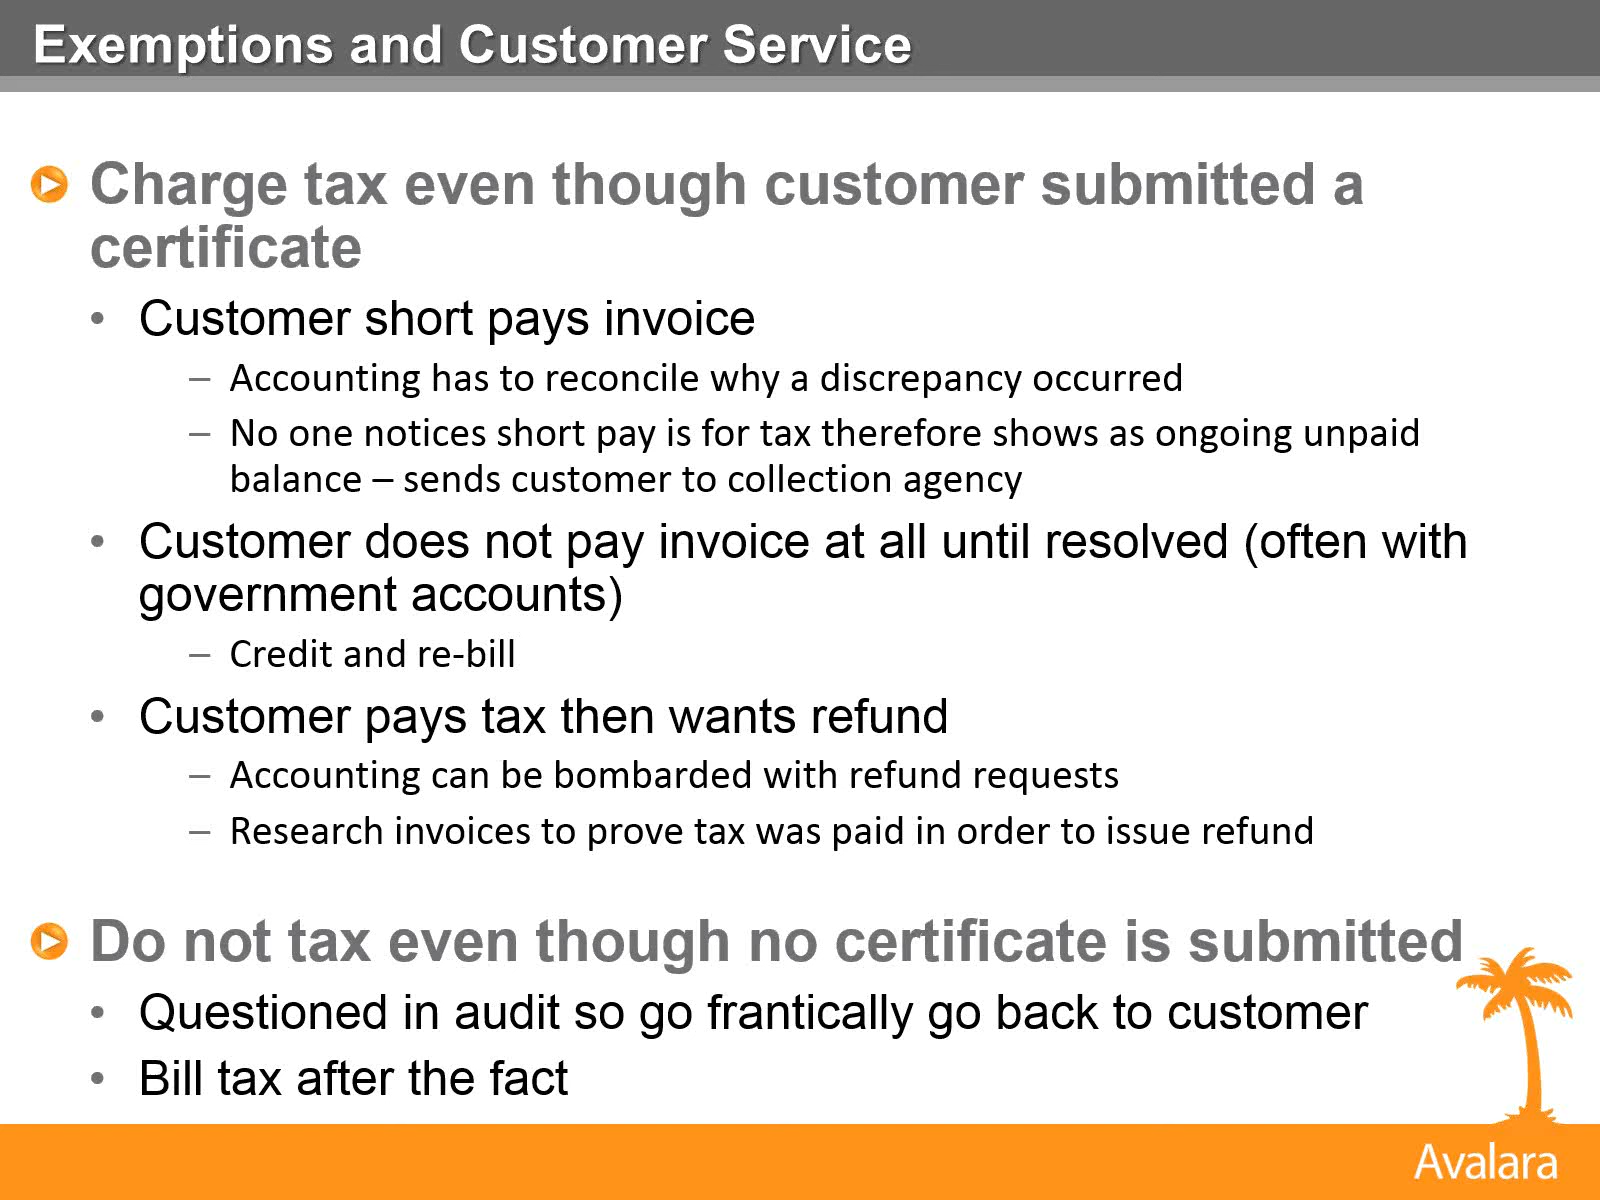 Exemptions and Customer Service
Charge tax even though customer submitted a
certificate
• Customer short pays invoice
– Accounting has to reconcile why a discrepancy occurred
– No one notices short pay is for tax therefore shows as ongoing unpaid
balance – sends customer to collection agency
• Customer does not pay invoice at all until resolved (often with
government accounts)
– Credit and re-bill
• Customer pays tax then wants refund
– Accounting can be bombarded with refund requests
– Research invoices to prove tax was paid in order to issue refund
Do not tax even though no certificate is submitted
• Questioned in audit so go frantically go back to customer
• Bill tax after the fact
Avalara